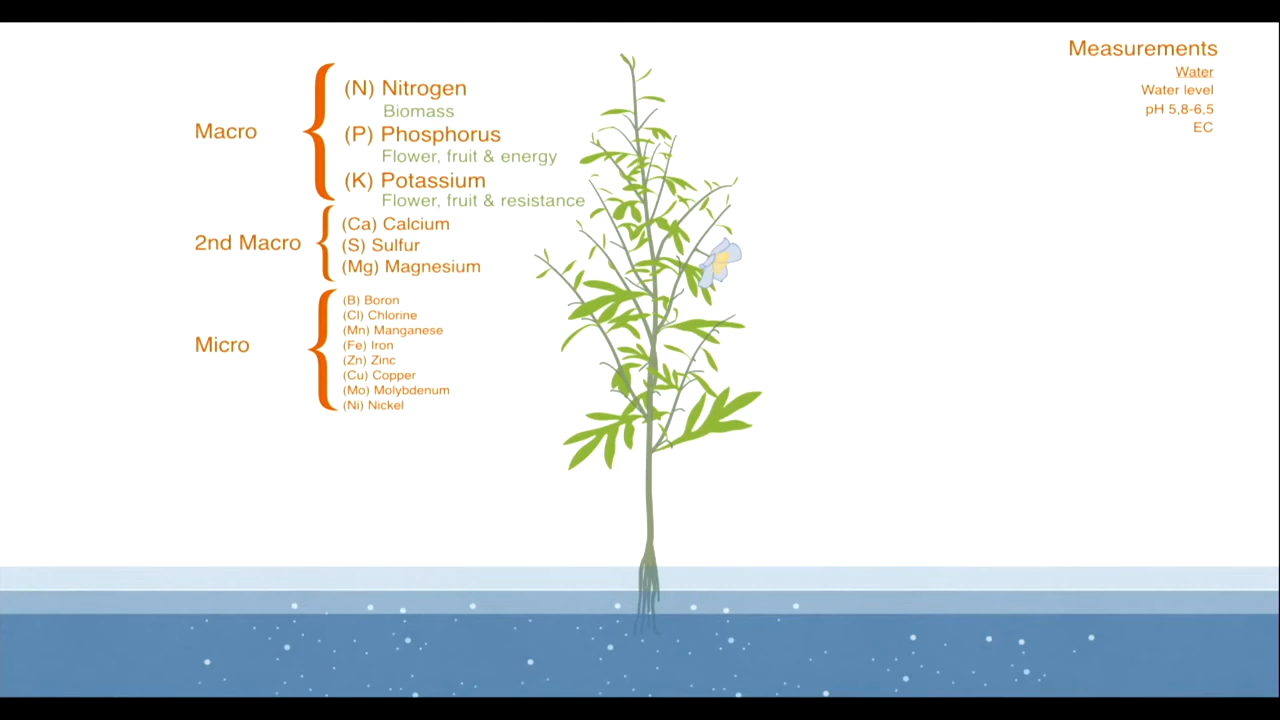 Macro
(N) Nitrogen
Biomass
(P) Phosphorus
Flower, fruit & energy
(K) Potassium
Flower, fruit & resistance
2nd Macro
(Ca) Calcium
(S) Sulfur
(Mg) Magnesium
Micro
(B) Boron
(Cl) Chlorine
(Mn) Manganese
(Fe) Iron
(Zn) Zinc
(Cu) Copper
(Mo) Molybdenum
(Ni) Nickel
Measurements
Water
Water level
pH 5,8-6,5
EC